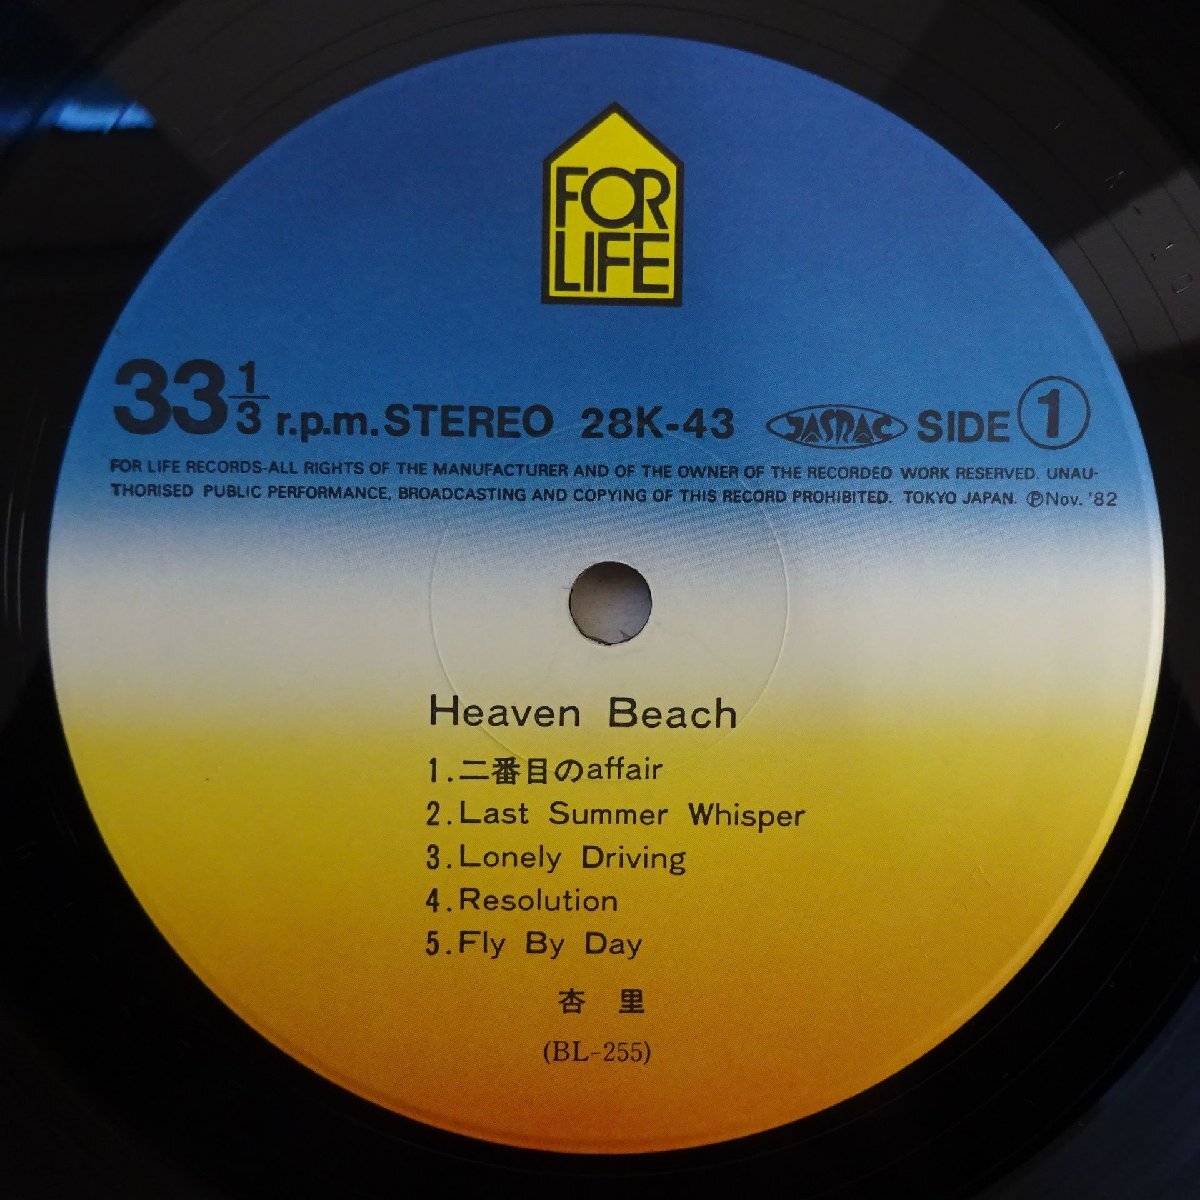 FOR
LIFE
33 1/3 r.p.m. STEREO 28K-43 JASRAC SIDE 1
FOR LIFE RECORDS-ALL RIGHTS OF THE MANUFACTURER AND OF THE OWNER OF THE RECORDED WORK RESERVED. UNAU-
THORISED PUBLIC PERFORMANCE, BROADCASTING AND COPYING OF THIS RECORD PROHIBITED. TOKYO JAPAN. ℗Nov. '82
Heaven Beach
1.二番目のaffair
2.Last Summer Whisper
3.Lonely Driving
4.Resolution
5.Fly By Day
杏里
(BL-255)